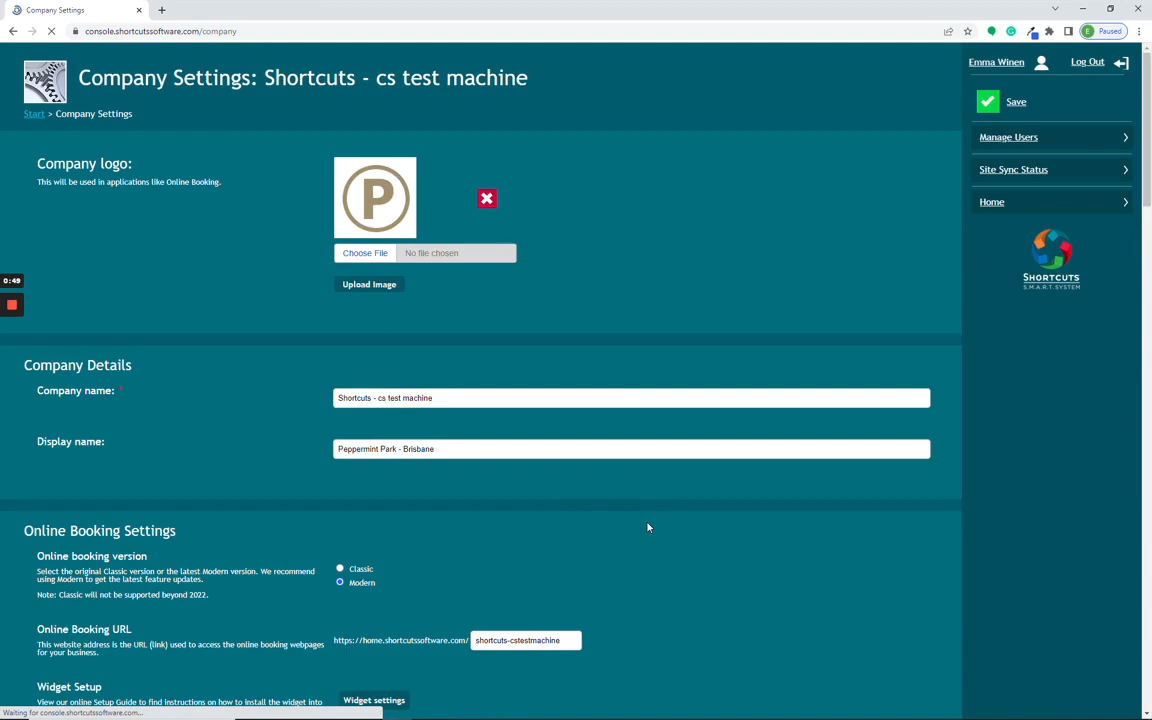 Company Settings
console.shortcutssoftware.com/company
E Paused
Company Settings: Shortcuts - cs test machine
Start > Company Settings
Emma Winen
Log Out
Save
Manage Users
Site Sync Status
Home
SHORTCUTS
S.M.A.R.T. SYSTEM
Company logo:
This will be used in applications like Online Booking.
P
Choose File No file chosen
Upload Image
0:49
Company Details
Company name: *
Shortcuts - cs test machine
Display name:
Peppermint Park - Brisbane
Online Booking Settings
Online booking version
Select the original Classic version or the latest Modern version. We recommend
using Modern to get the latest feature updates.
Note: Classic will not be supported beyond 2022.
Classic
Modern
Online Booking URL
This website address is the URL (link) used to access the online booking webpages
for your business.
https://home.shortcutssoftware.com/ shortcuts-cstestmachine
Widget Setup
View our online Setup Guide to find instructions on how to install the widget into
Widget settings
Waiting for console.shortcutssoftware.com...